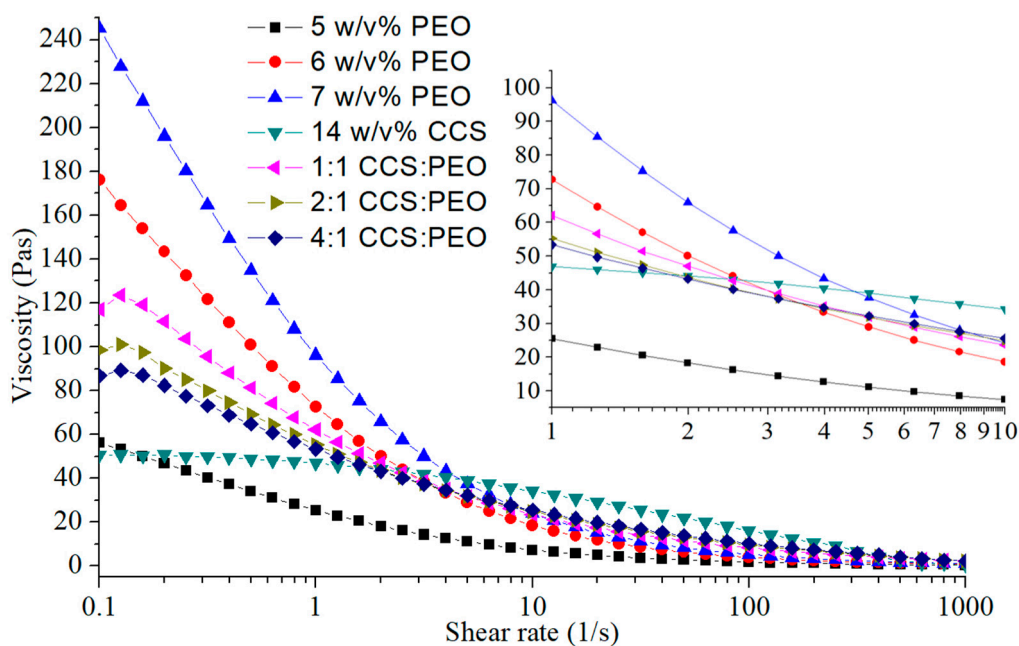 5 w/v% PEO
6 w/v% PEO
7 w/v% PEO
14 w/v% CCS
1:1 CCS:PEO
2:1 CCS:PEO
4:1 CCS:PEO
Viscosity (Pas)
240
220
200
180
160
140
120
100
80
60
40
20
0
0.1 1 10 100 1000
Shear rate (1/s)
100
90
80
70
60
50
40
30
20
10
1 2 3 4 5 6 7 8 9 10